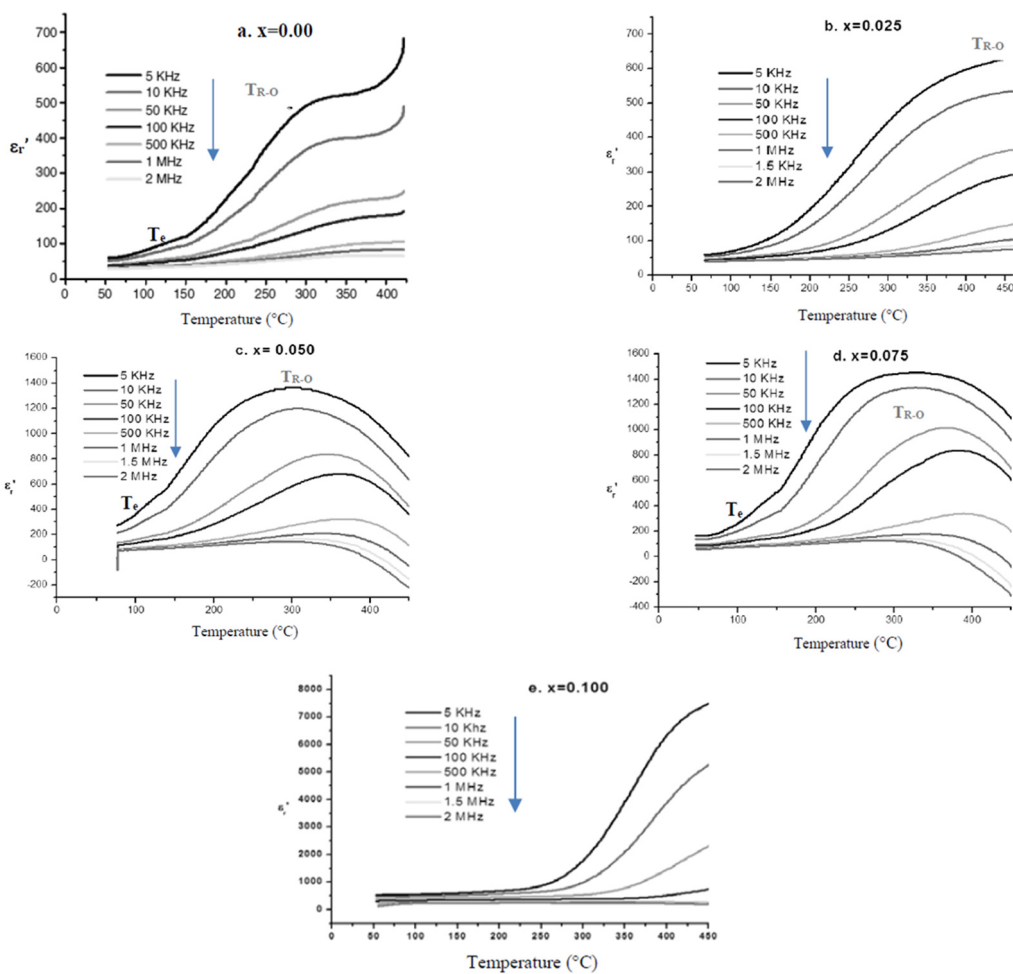 a. x=0.00
700
600
500
400
300
200
100
0
εr'
5 KHz
10 KHz
50 KHz
100 KHz
500 KHz
1 MHz
2 MHz
TR-O
Te
0 50 100 150 200 250 300 350 400
Temperature (°C)
b. x=0.025
700
600
500
400
300
200
100
0
εr'
5 KHz
10 KHz
50 KHz
100 KHz
500 KHz
1 MHz
1.5 KHz
2 MHz
TR-O
0 50 100 150 200 250 300 350 400 450
Temperature (°C)
c. x= 0.050
1600
1400
1200
1000
800
600
400
200
0
-200
εr'
5 KHz
10 KHz
50 KHz
100 KHz
500 KHz
1 MHz
1.5 MHz
2 MHz
TR-O
Te
0 100 200 300 400
Temperature (°C)
d. x=0.075
1600
1400
1200
1000
800
600
400
200
0
-200
-400
εr'
5 KHz
10 KHz
50 KHz
100 KHz
500 KHz
1 MHz
1.5 MHz
2 MHz
TR-O
Te
0 100 200 300 400
Temperature (°C)
e. x=0.100
8000
7000
6000
5000
4000
3000
2000
1000
0
εr'
5 KHz
10 Khz
50 KHz
100 KHz
500 KHz
1 MHz
1.5 MHz
2 MHz
0 50 100 150 200 250 300 350 400 450
Temperature (°C)